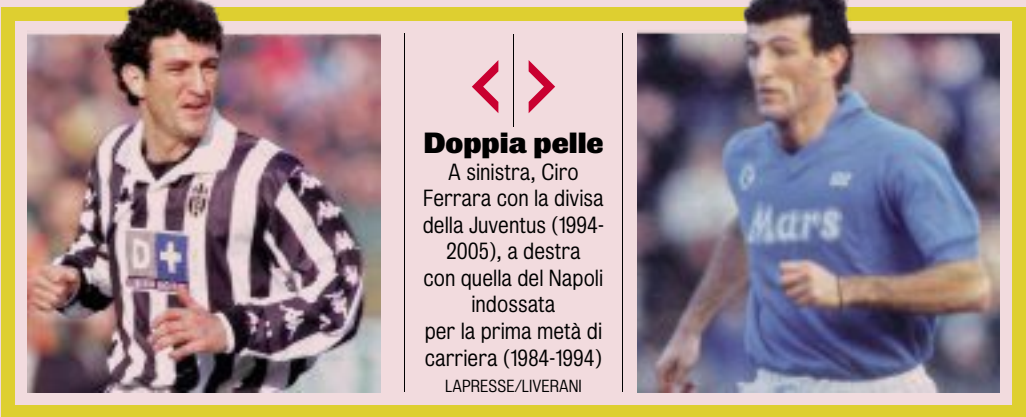 Doppia pelle
A sinistra, Ciro
Ferrara con la divisa
della Juventus (1994-
2005), a destra
con quella del Napoli
indossata
per la prima metà di
carriera (1984-1994)
LAPRESSE/LIVERANI
D+
Mars